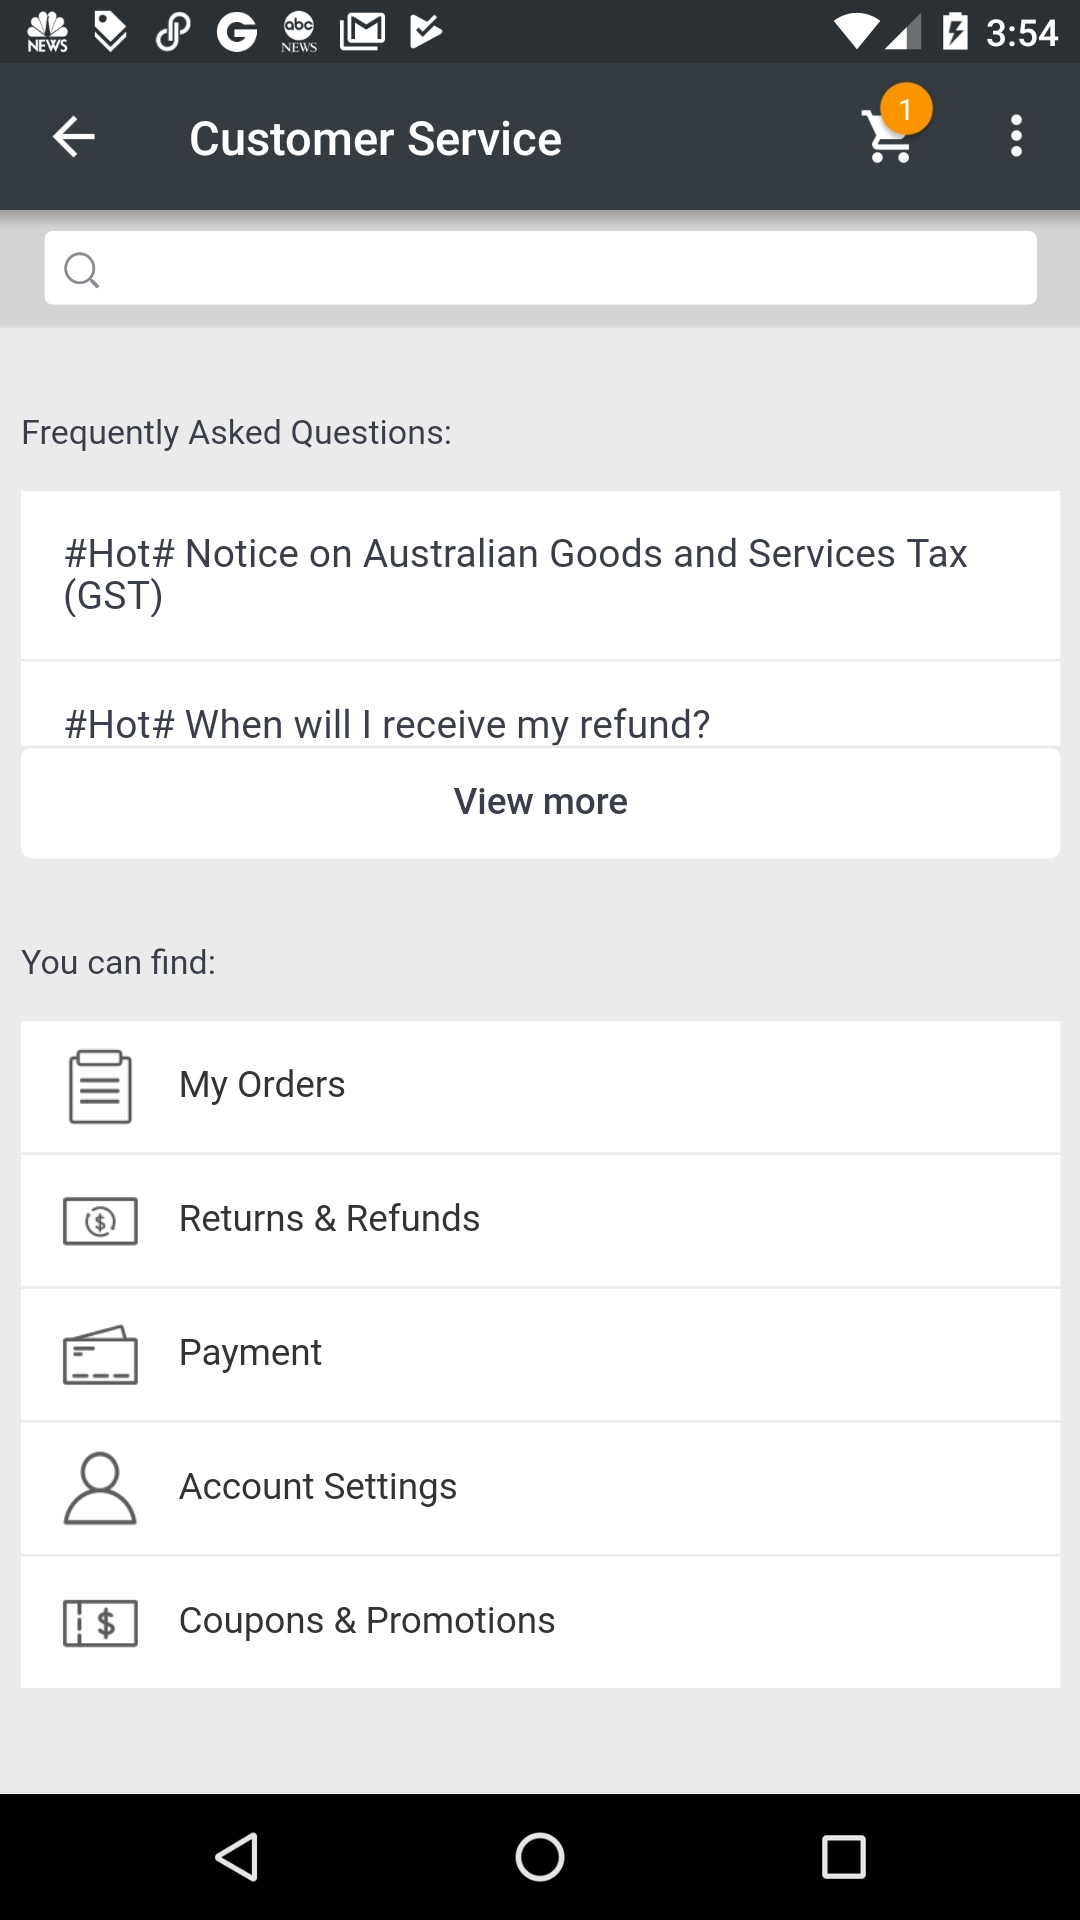 NEWS abc NEWS 3:54
Customer Service 1
Frequently Asked Questions:
#Hot# Notice on Australian Goods and Services Tax
(GST)
#Hot# When will I receive my refund?
View more
You can find:
My Orders
Returns & Refunds
Payment
Account Settings
Coupons & Promotions